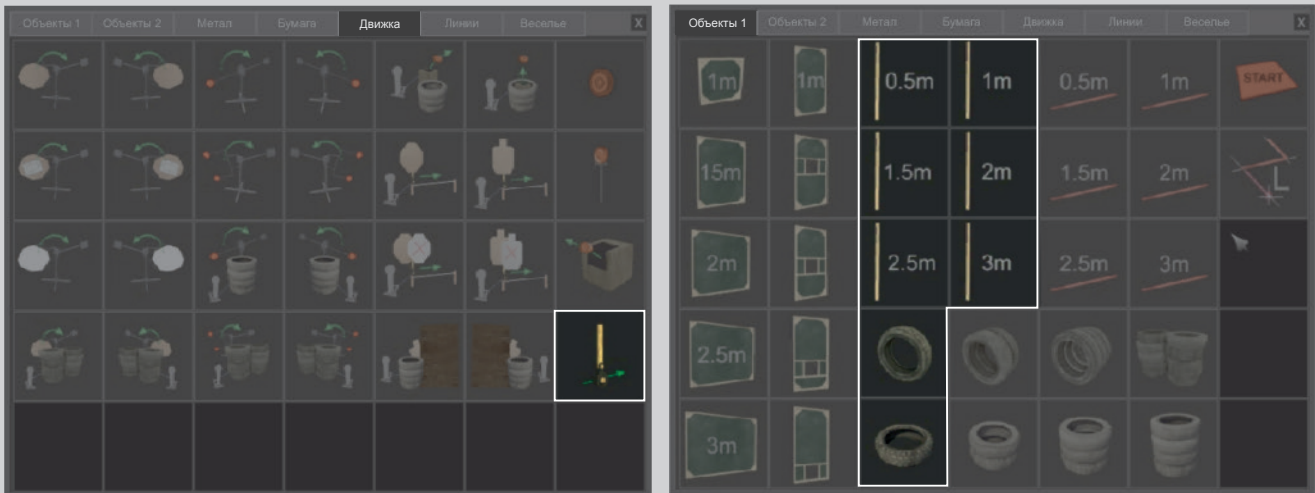 Объекты 1 Объекты 2 Метал Бумага Движка Линии Веселье X
Объекты 1 Объекты 2 Метал Бумага Движка Линии Веселье X
1m 1m 0.5m 1m 0.5m 1m START
15m 1.5m 2m 1.5m 2m L
2m 2.5m 3m 2.5m 3m
2.5m
3m